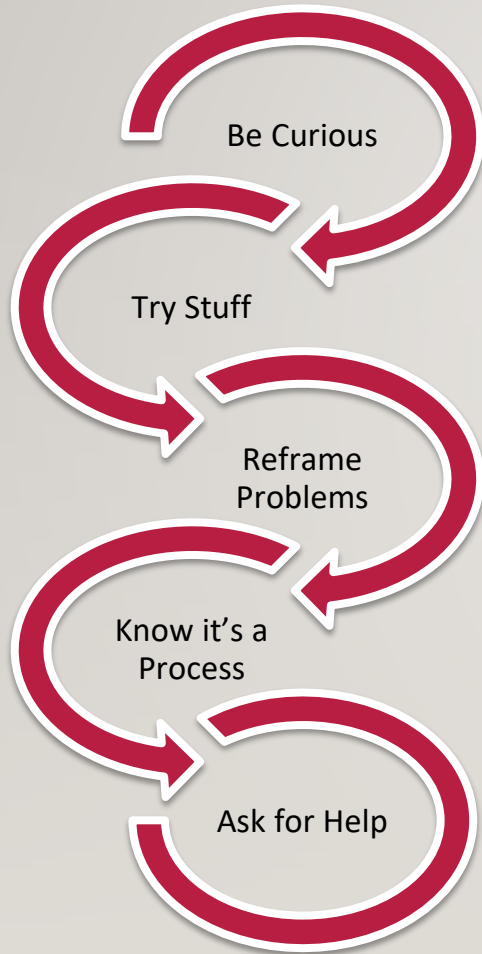 Be Curious
Try Stuff
Reframe
Problems
Know it’s a
Process
Ask for Help